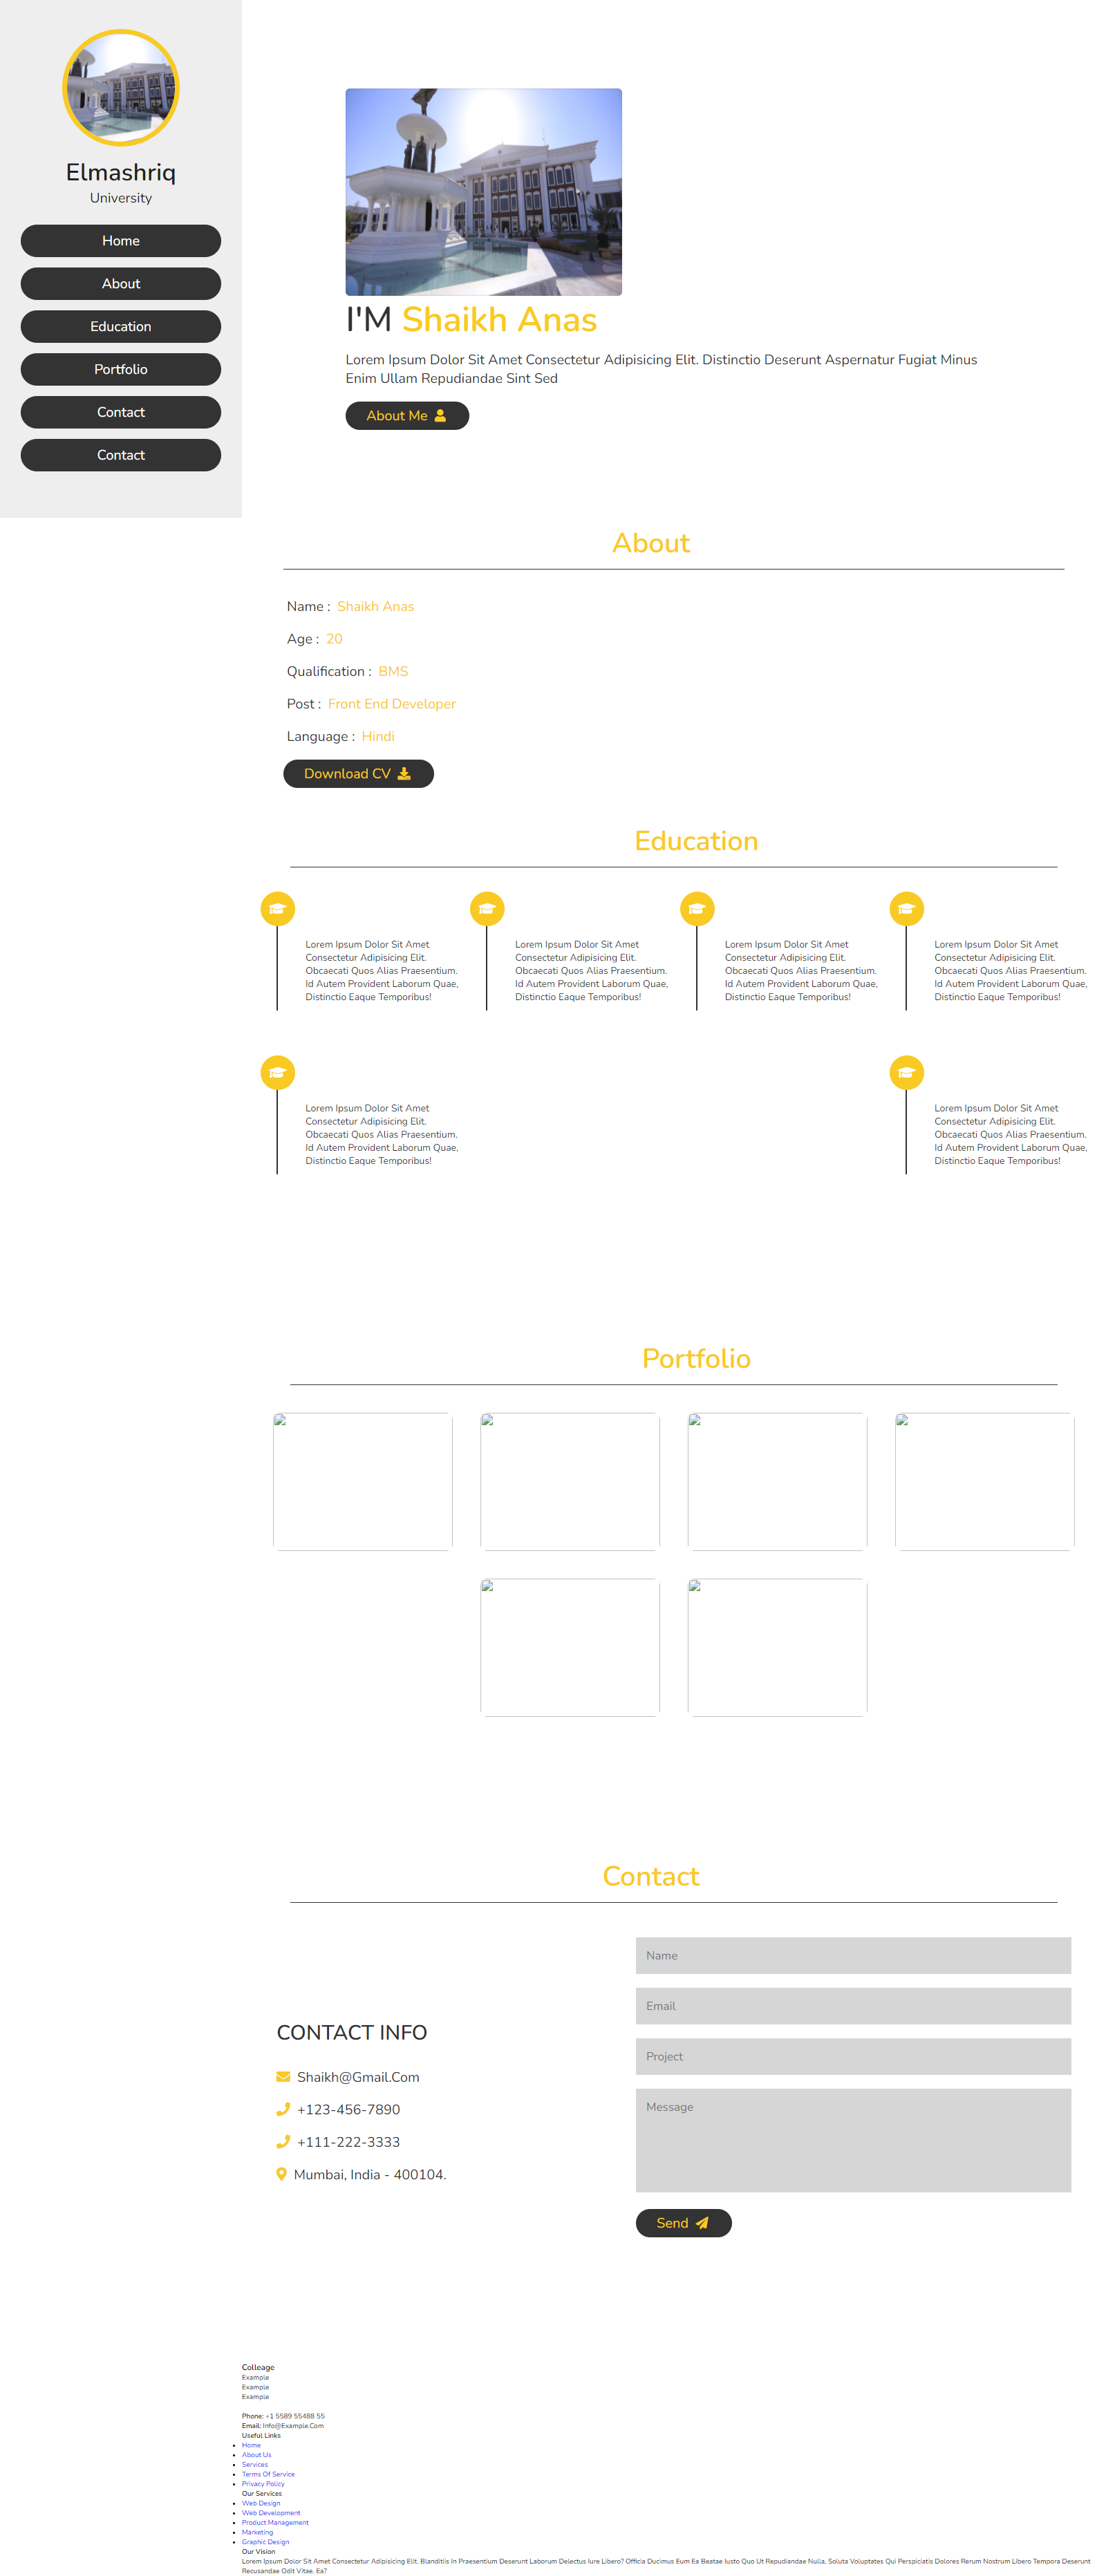 Elmashriq
University
Home
About
Education
Portfolio
Contact
Contact
I'M Shaikh Anas
Lorem Ipsum Dolor Sit Amet Consectetur Adipisicing Elit. Distinctio Deserunt Aspernatur Fugiat Minus
Enim Ullam Repudiandae Sint Sed
About Me
About
Name : Shaikh Anas
Age : 20
Qualification : BMS
Post : Front End Developer
Language : Hindi
Download CV
Education
Lorem Ipsum Dolor Sit Amet
Consectetur Adipisicing Elit.
Obcaecati Quos Alias Praesentium.
Id Autem Provident Laborum Quae,
Distinctio Eaque Temporibus!
Lorem Ipsum Dolor Sit Amet
Consectetur Adipisicing Elit.
Obcaecati Quos Alias Praesentium.
Id Autem Provident Laborum Quae,
Distinctio Eaque Temporibus!
Lorem Ipsum Dolor Sit Amet
Consectetur Adipisicing Elit.
Obcaecati Quos Alias Praesentium.
Id Autem Provident Laborum Quae,
Distinctio Eaque Temporibus!
Lorem Ipsum Dolor Sit Amet
Consectetur Adipisicing Elit.
Obcaecati Quos Alias Praesentium.
Id Autem Provident Laborum Quae,
Distinctio Eaque Temporibus!
Lorem Ipsum Dolor Sit Amet
Consectetur Adipisicing Elit.
Obcaecati Quos Alias Praesentium.
Id Autem Provident Laborum Quae,
Distinctio Eaque Temporibus!
Lorem Ipsum Dolor Sit Amet
Consectetur Adipisicing Elit.
Obcaecati Quos Alias Praesentium.
Id Autem Provident Laborum Quae,
Distinctio Eaque Temporibus!
Portfolio
Contact
CONTACT INFO
Shaikh@Gmail.Com
+123-456-7890
+111-222-3333
Mumbai, India - 400104.
Name
Email
Project
Message
Send
Colleage
Example
Example
Example
Phone: +1 5589 55488 55
Email: Info@Example.Com
Useful Links
Home
About Us
Services
Terms Of Service
Privacy Policy
Our Services
Web Design
Web Development
Product Management
Marketing
Graphic Design
Our Vision
Lorem Ipsum Dolor Sit Amet Consectetur Adipisicing Elit. Blanditiis In Praesentium Deserunt Laborum Delectus Iure Libero? Officia Ducimus Eum Ea Beatae Iusto Quo Ut Repudiandae Nulla, Soluta Voluptates Qui Perspiciatis Dolores Rerum Nostrum Libero Tempora Deserunt
Recusandae Odit Vitae. Ea?